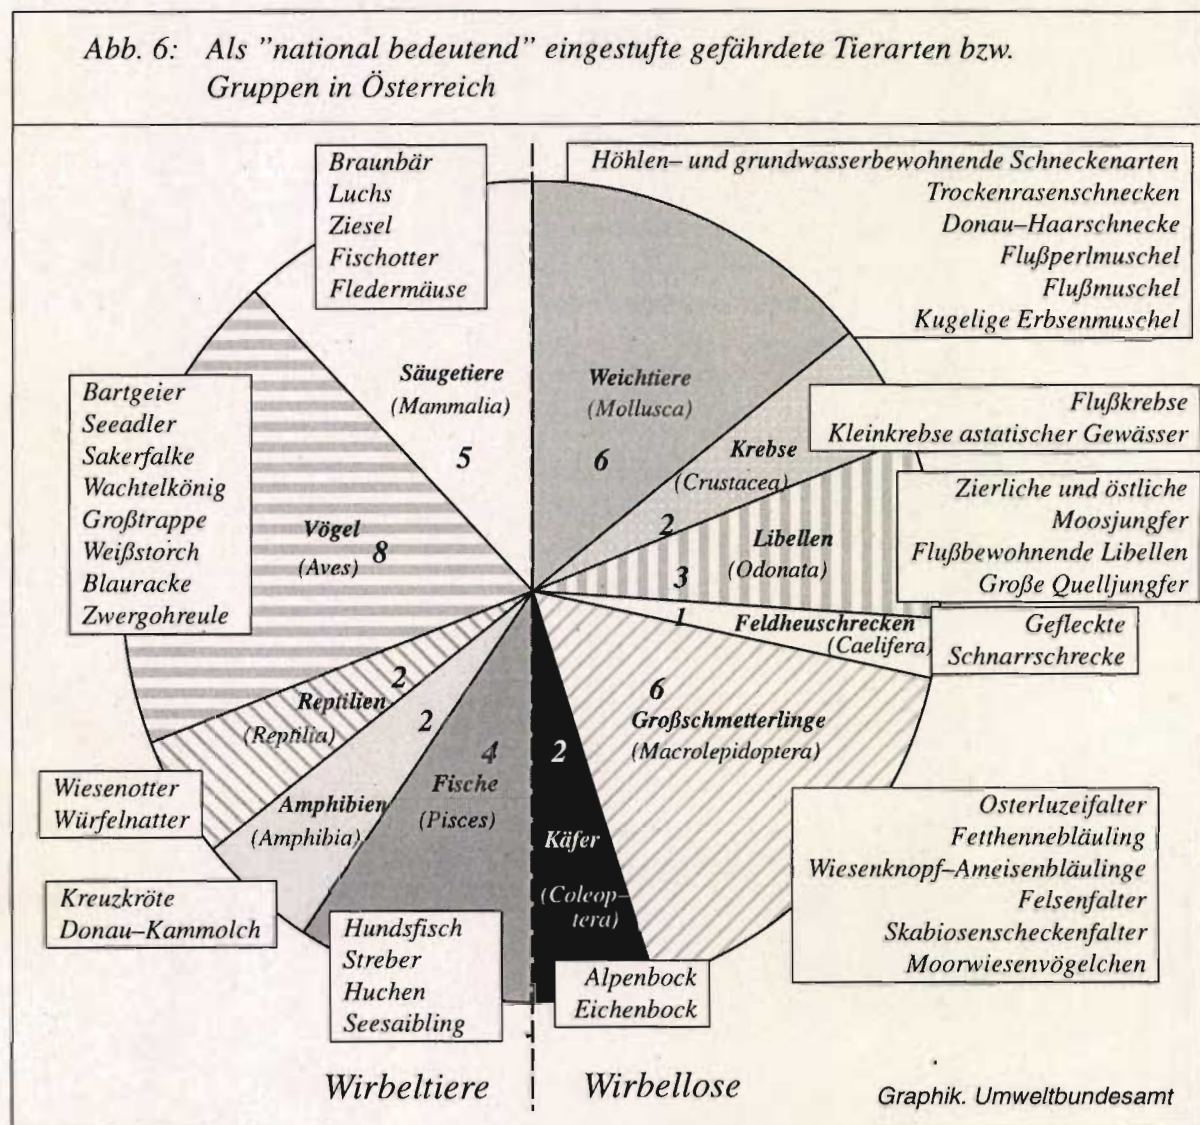 Abb. 6: Als "national bedeutend" eingestufte gefährdete Tierarten bzw.
Gruppen in Österreich
Braunbär
Luchs
Ziesel
Fischotter
Fledermäuse
Höhlen– und grundwasserbewohnende Schneckenarten
Trockenrasenschnecken
Donau–Haarschnecke
Flußperlmuschel
Flußmuschel
Kugelige Erbsenmuschel
Säugetiere
(Mammalia)
5
Weichtiere
(Mollusca)
6
Bartgeier
Seeadler
Sakerfalke
Wachtelkönig
Großtrappe
Weißstorch
Blauracke
Zwergohreule
Vögel
(Aves) 8
Flußkrebse
Kleinkrebse astatischer Gewässer
Krebse
(Crustacea)
2
Zierliche und östliche
Moosjungfer
Flußbewohnende Libellen
Große Quelljungfer
Libellen
(Odonata)
3
1
Feldheuschrecken
(Caelifera)
Gefleckte
Schnarrschrecke
2
Reptilien
(Reptilia)
Wiesenotter
Würfelnatter
2
Amphibien
(Amphibia)
Kreuzkröte
Donau–Kammolch
4
Fische
(Pisces)
Hundsfisch
Streber
Huchen
Seesaibling
2
Käfer
(Coleop–
tera)
Alpenbock
Eichenbock
6
Großschmetterlinge
(Macrolepidoptera)
Osterluzeifalter
Fetthennebläuling
Wiesenknopf–Ameisenbläulinge
Felsenfalter
Skabiosenscheckenfalter
Moorwiesenvögelchen
Wirbeltiere
Wirbellose
Graphik. Umweltbundesamt